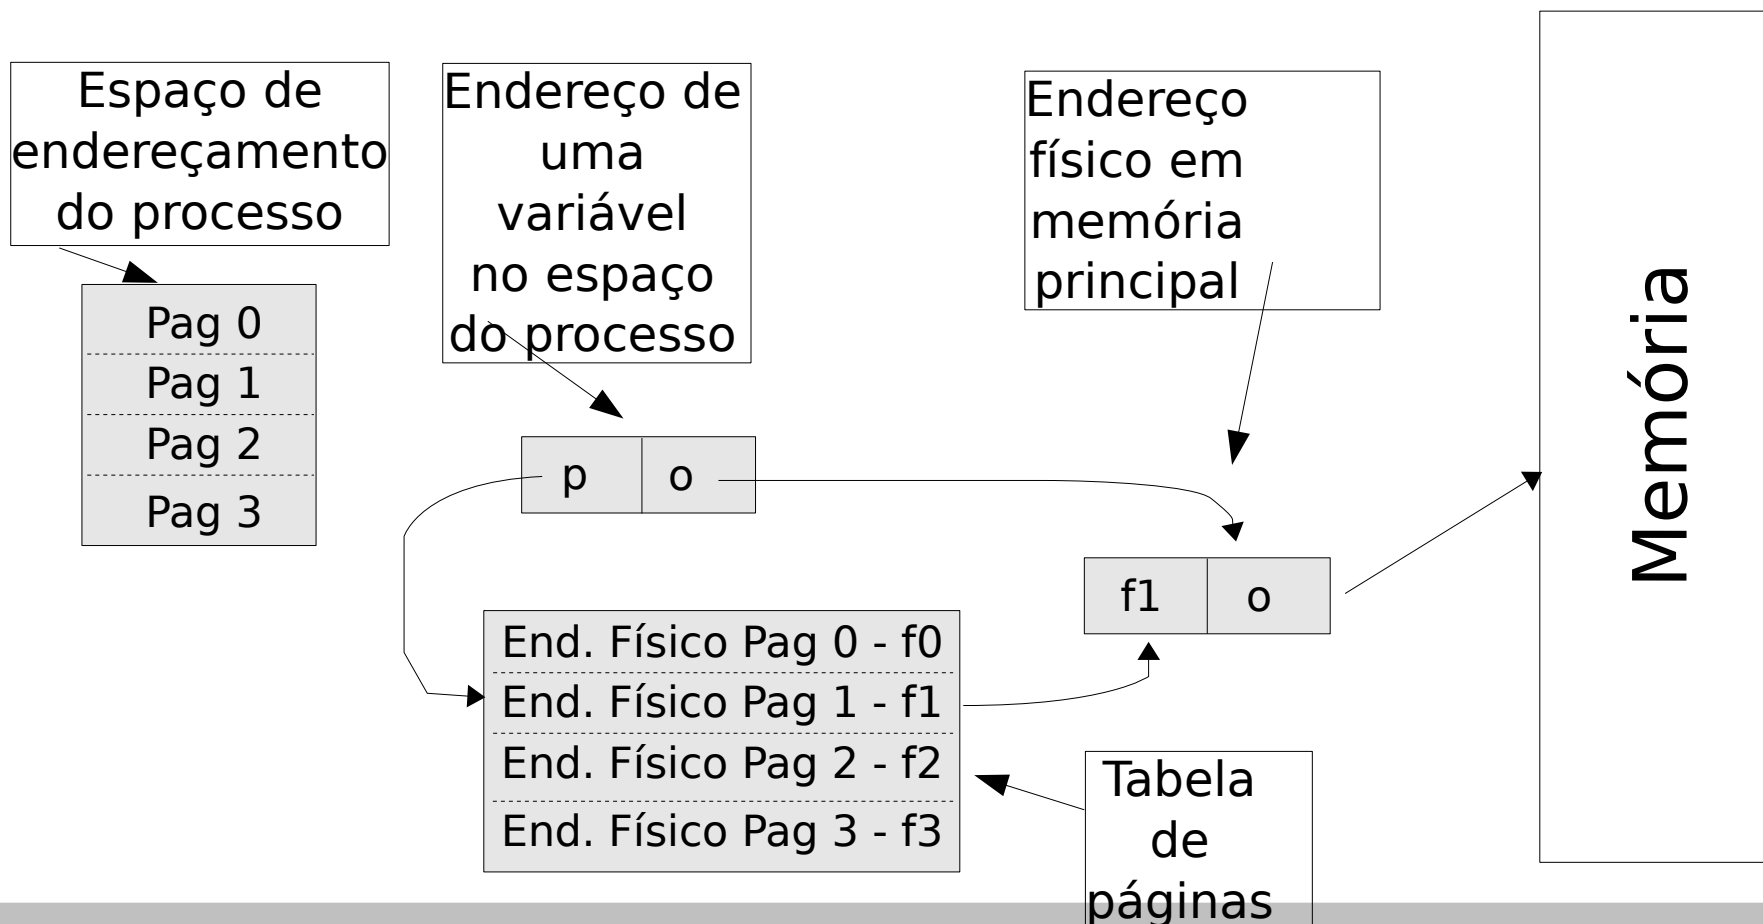 Espaço de
endereçamento
do processo
Pag 0
Pag 1
Pag 2
Pag 3
Endereço de
uma
variável
no espaço
do processo
p
o
End. Físico Pag 0 - f0
End. Físico Pag 1 - f1
End. Físico Pag 2 - f2
End. Físico Pag 3 - f3
Endereço
físico em
memória
principal
f1
o
Tabela
de
páginas
Memória